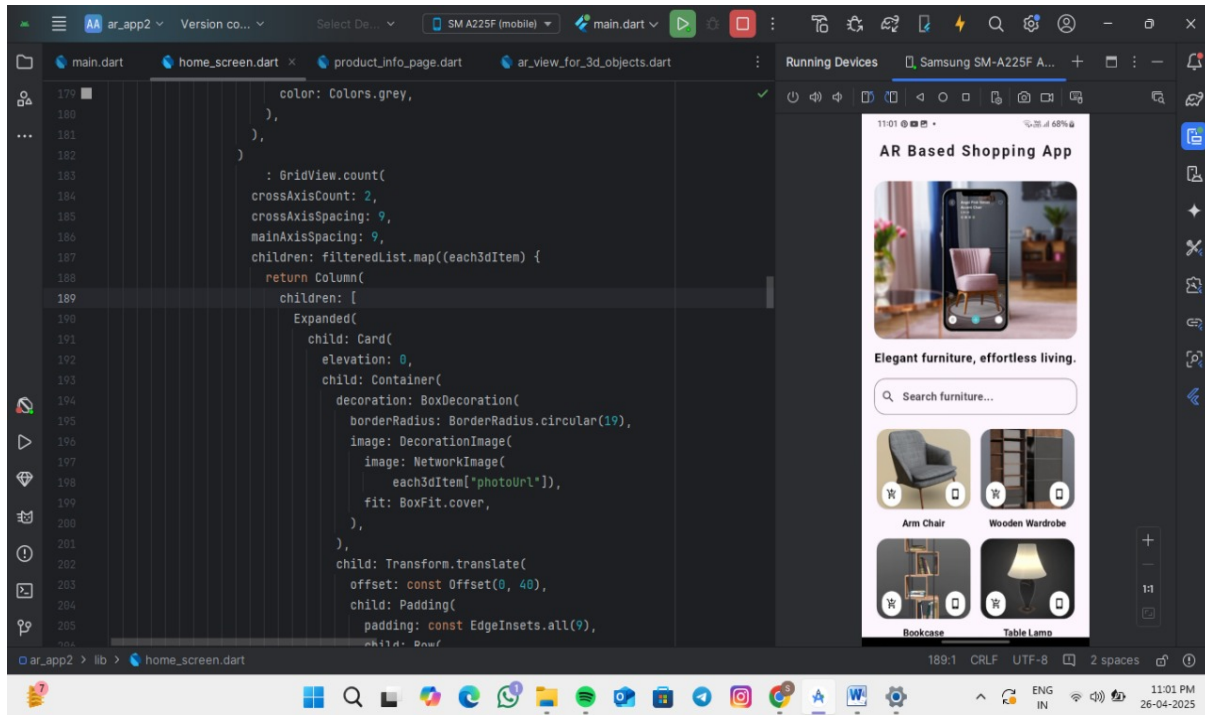 AA ar_app2 Version co... Select De... SM A225F (mobile) main.dart
main.dart home_screen.dart product_info_page.dart ar_view_for_3d_objects.dart
179 color: Colors.grey,
180 ),
181 ),
182 )
183 : GridView.count(
184 crossAxisCount: 2,
185 crossAxisSpacing: 9,
186 mainAxisSpacing: 9,
187 children: filteredList.map((each3dItem) {
188 return Column(
189 children: [
190 Expanded(
191 child: Card(
192 elevation: 0,
193 child: Container(
194 decoration: BoxDecoration(
195 borderRadius: BorderRadius.circular(19),
196 image: DecorationImage(
197 image: NetworkImage(
198 each3dItem["photoUrl"]),
199 fit: BoxFit.cover,
200 ),
201 ),
202 child: Transform.translate(
203 offset: const Offset(0, 40),
204 child: Padding(
205 padding: const EdgeInsets.all(9),
206 child: Row(
Running Devices Samsung SM-A225F A...
11:01 68%
AR Based Shopping App
Elegant furniture, effortless living.
Search furniture...
Arm Chair Wooden Wardrobe
Bookcase Table Lamp
1:1
ar_app2 > lib > home_screen.dart 189:1 CRLF UTF-8 2 spaces
7
ENG
IN
11:01 PM
26-04-2025